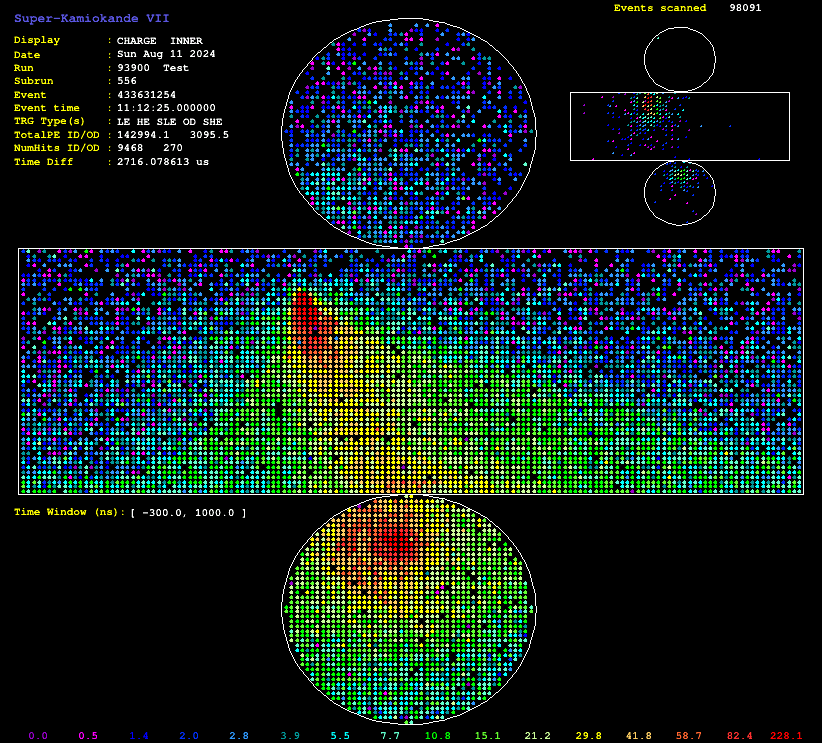 Super-Kamiokande VII
Events scanned 98091
Display : CHARGE INNER
Date : Sun Aug 11 2024
Run : 93900 Test
Subrun : 556
Event : 433631254
Event time : 11:12:25.000000
TRG Type(s) : LE HE SLE OD SHE
TotalPE ID/OD : 142994.1 3095.5
NumHits ID/OD : 9468 270
Time Diff : 2716.078613 us
Time Window (ns): [ -300.0, 1000.0 ]
0.0 0.5 1.4 2.0 2.8 3.9 5.5 7.7 10.8 15.1 21.2 29.8 41.8 58.7 82.4 228.1